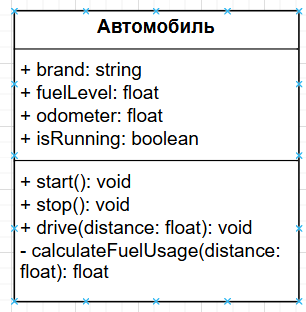 Автомобиль
+ brand: string
+ fuelLevel: float
+ odometer: float
+ isRunning: boolean
+ start(): void
+ stop(): void
+ drive(distance: float): void
- calculateFuelUsage(distance:
float): float